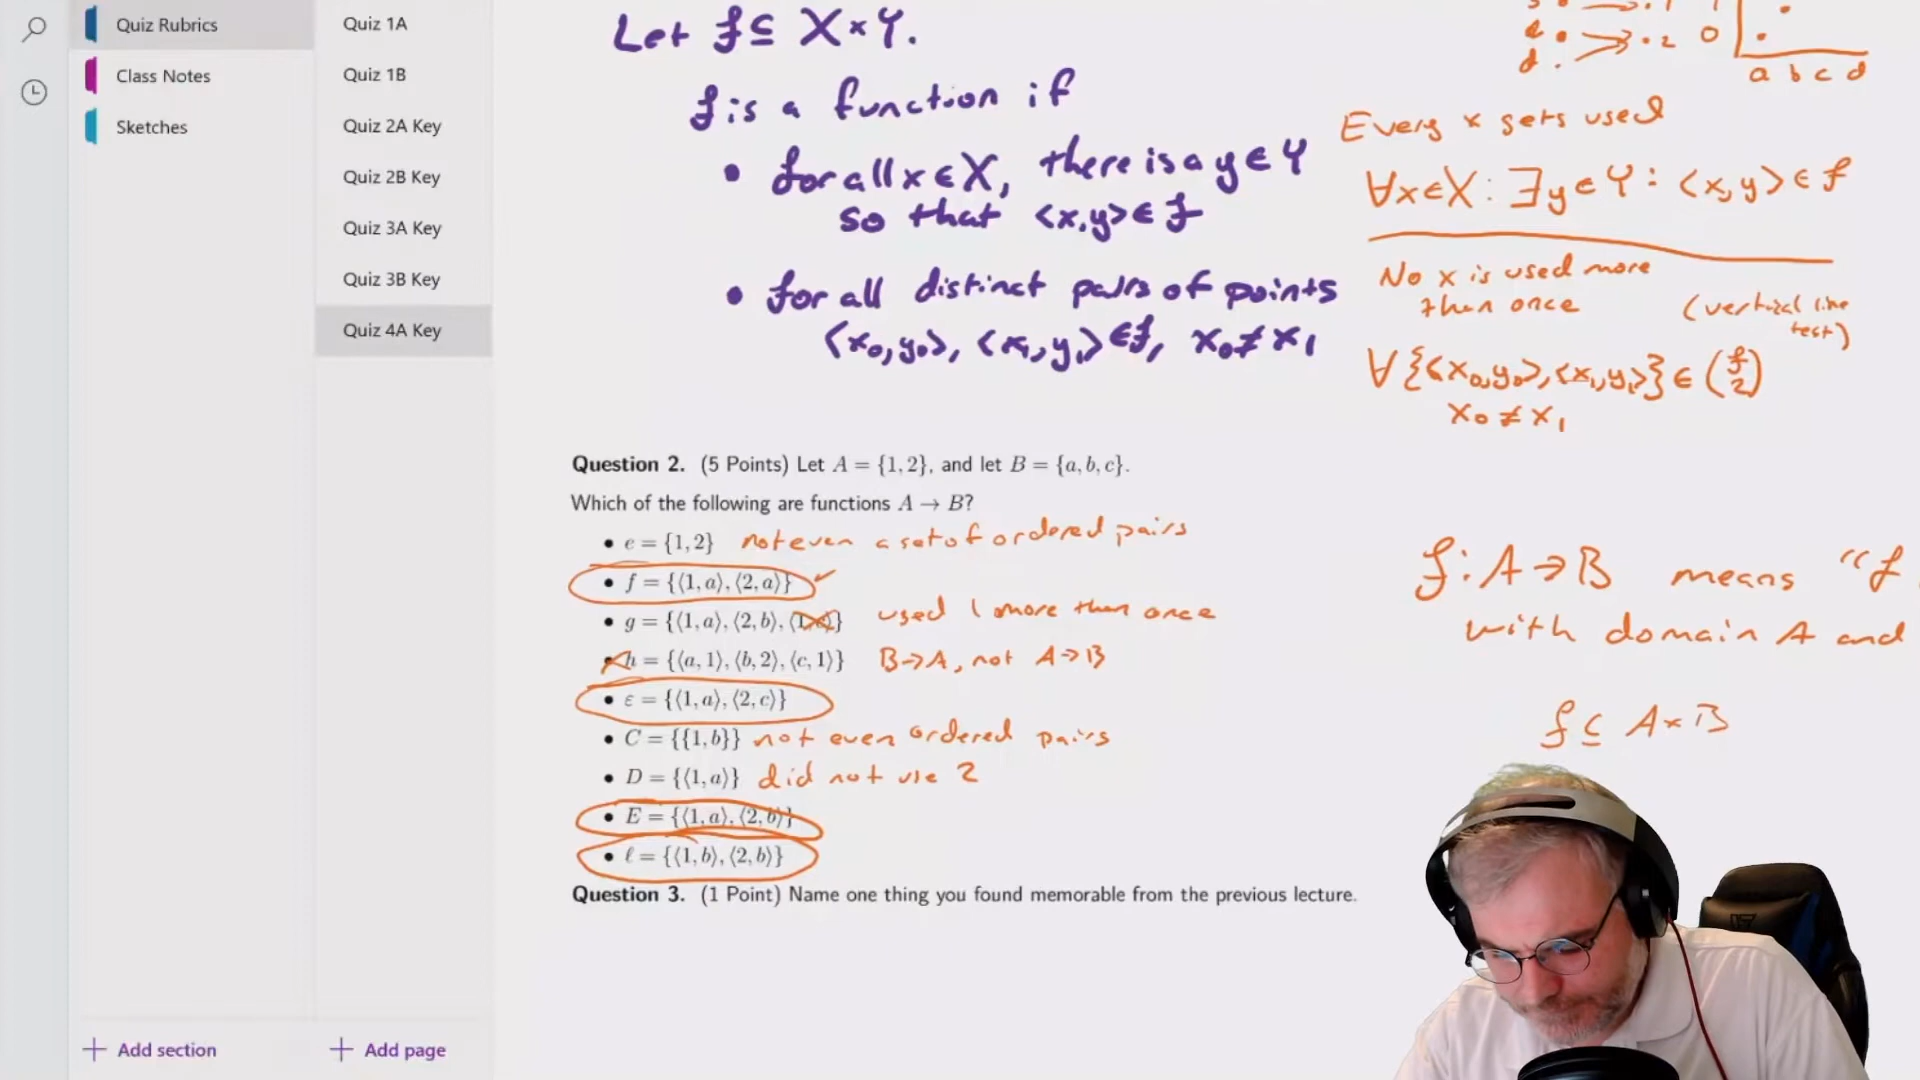 Quiz Rubrics
Class Notes
Sketches
Add section
Quiz 1A
Quiz 1B
Quiz 2A Key
Quiz 2B Key
Quiz 3A Key
Quiz 3B Key
Quiz 4A Key
Add page
Let f ⊆ X × Y.
f is a function if
• for all x ∈ X, there is a y ∈ Y
so that <x,y> ∈ f
• for all distinct pairs of points
<x₀,y₀>, <x₁,y₁> ∈ f, x₀ ≠ x₁
d
2 0
a b c d
Every x gets used
∀x∈X: ∃y∈Y: <x,y> ∈ f
No x is used more
than once
(vertical line
test)
∀ {<x₀,y₀>,<x₁,y₁>} ∈ (f 2)
x₀ ≠ x₁
Question 2. (5 Points) Let A = {1, 2}, and let B = {a, b, c}.
Which of the following are functions A → B?
• e = {1, 2} not even a set of ordered pairs
• f = {⟨1, a⟩, ⟨2, a⟩} ✓
• g = {⟨1, a⟩, ⟨2, b⟩, ⟨1, } used 1 more than once
• h = {⟨a, 1⟩, ⟨b, 2⟩, ⟨c, 1⟩} B→A, not A→B
• ε = {⟨1, a⟩, ⟨2, c⟩}
• C = {{1, b}} not even ordered pairs
• D = {⟨1, a⟩} did not use 2
• E = {⟨1, a⟩, ⟨2, b⟩}
• ℓ = {⟨1, b⟩, ⟨2, b⟩}
f: A→B means "f
with domain A and
f ⊆ A×B
Question 3. (1 Point) Name one thing you found memorable from the previous lecture.